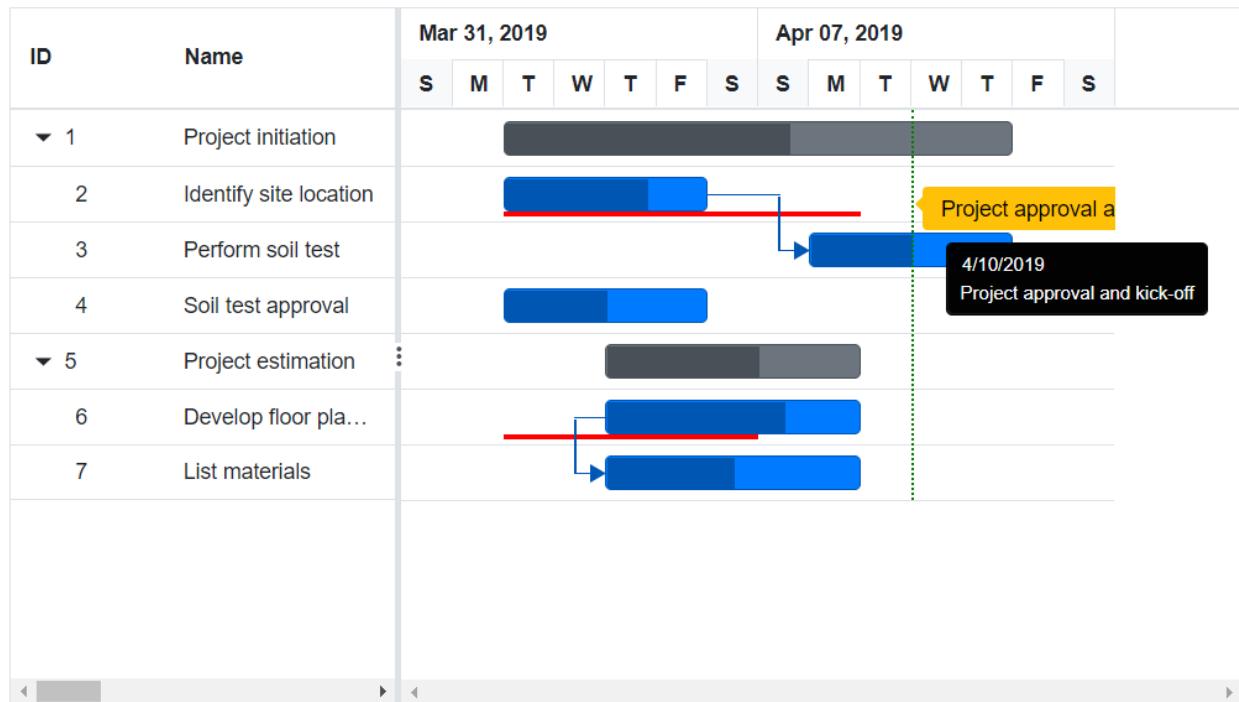 ID Name Mar 31, 2019 Apr 07, 2019
S M T W T F S S M T W T F S
1 Project initiation
2 Identify site location
Project approval a
3 Perform soil test
4/10/2019
Project approval and kick-off
4 Soil test approval
5 Project estimation
6 Develop floor pla…
7 List materials